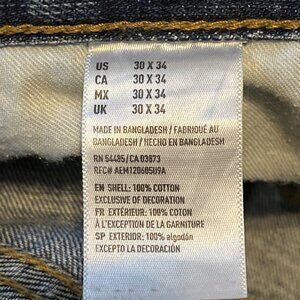 US 30 X 34
CA 30 X 34
MX 30 X 34
UK 30 X 34
MADE IN BANGLADESH / FABRIQUÉ AU
BANGLADESH / HECHO EN BANGLADESH
RN 54485/CA 03873
RFC# AEM120605U9A
EN SHELL: 100% COTTON
EXCLUSIVE OF DECORATION
FR EXTÉRIEUR: 100% COTON
À L'EXCEPTION DE LA GARNITURE
SP EXTERIOR: 100% algodón
EXCEPTO LA DECORACIÓN